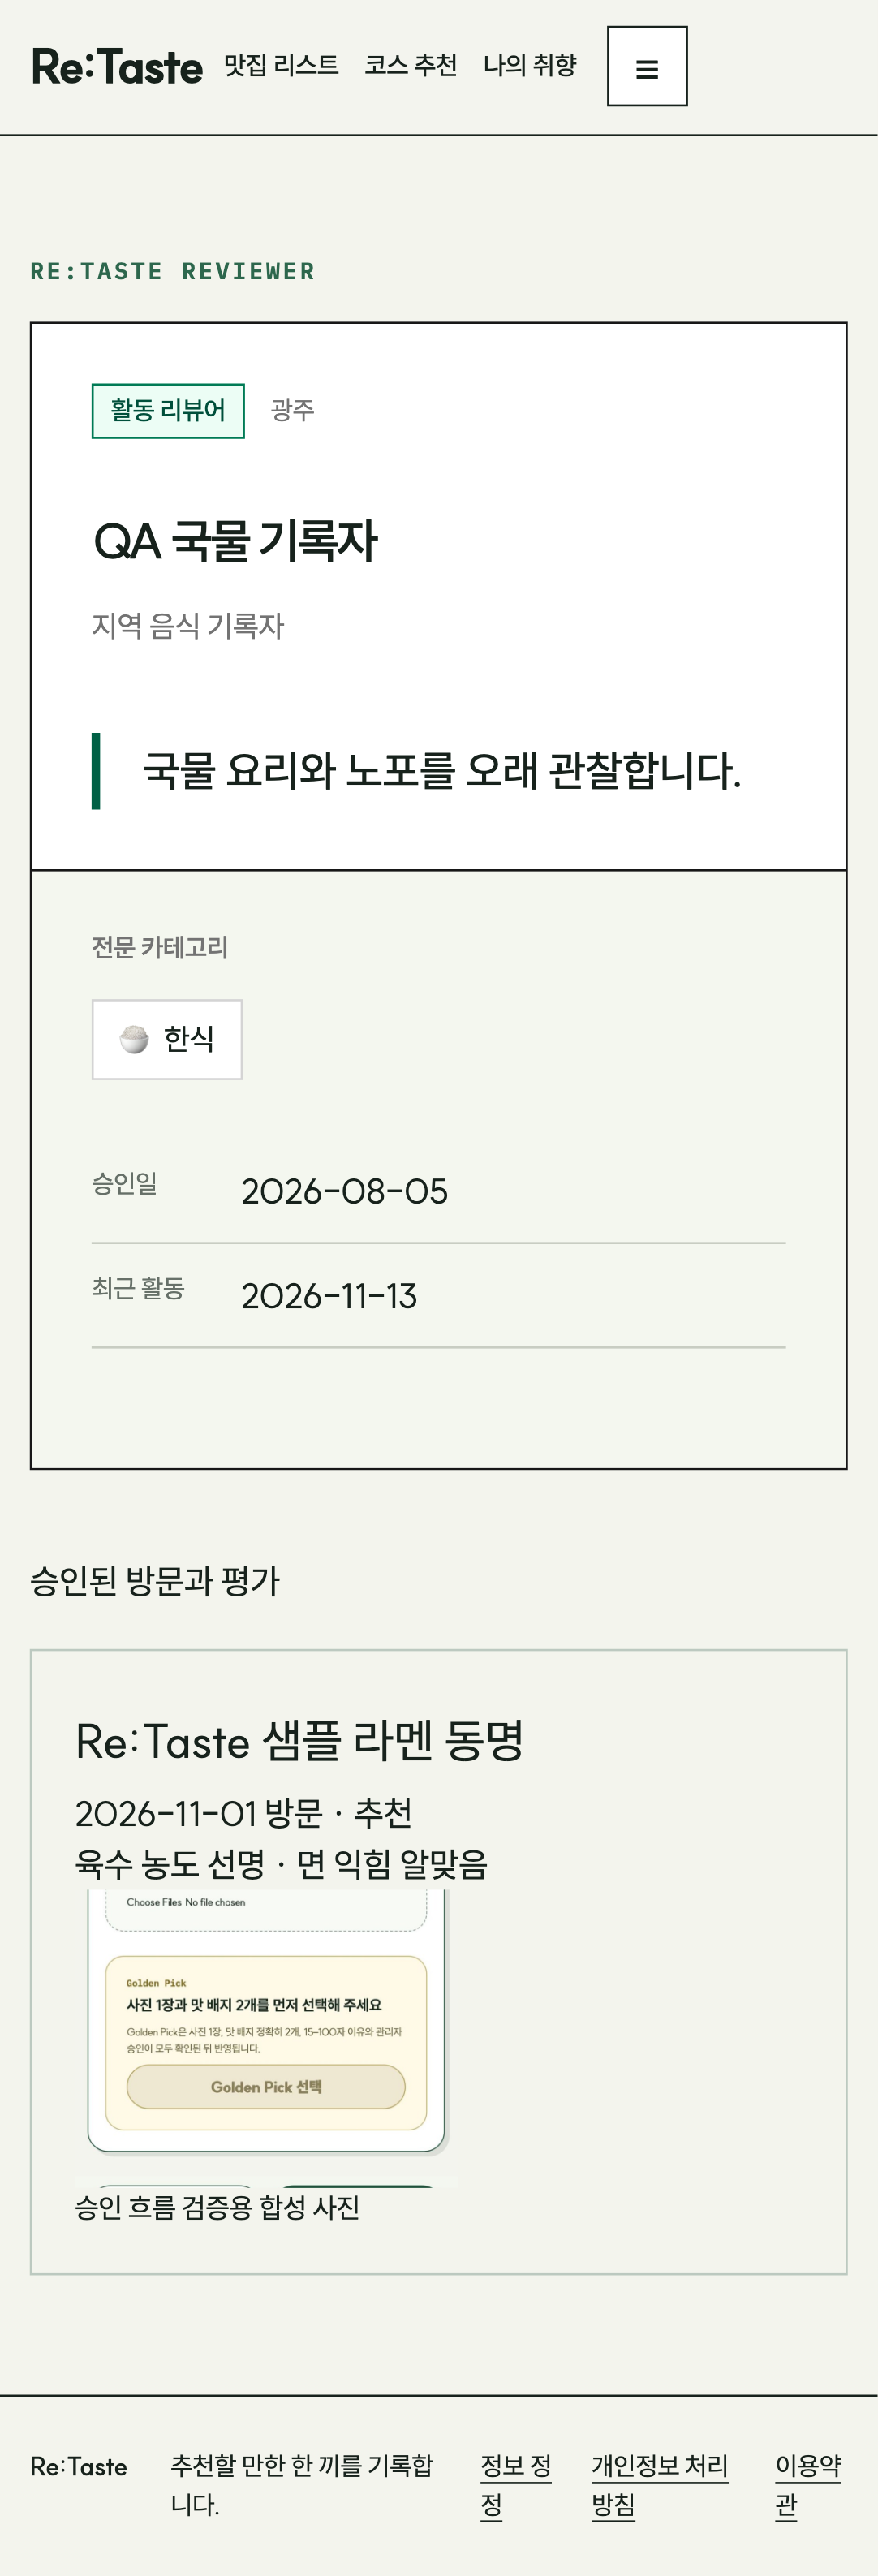 Re:Taste 맛집 리스트 코스 추천 나의 취향
RE:TASTE REVIEWER
활동 리뷰어 광주
QA 국물 기록자
지역 음식 기록자
국물 요리와 노포를 오래 관찰합니다.
전문 카테고리
한식
승인일 2026-08-05
최근 활동 2026-11-13
승인된 방문과 평가
Re:Taste 샘플 라멘 동명
2026-11-01 방문 · 추천
육수 농도 선명 · 면 익힘 알맞음
Choose Files No file chosen
Golden Pick
사진 1장과 맛 배지 2개를 먼저 선택해 주세요
Golden Pick은 사진 1장, 맛 배지 정확히 2개, 15-100자 이유와 관리자
승인이 모두 확인된 뒤 반영됩니다.
Golden Pick 선택
승인 흐름 검증용 합성 사진
Re:Taste 추천할 만한 한 끼를 기록합 정보 정 개인정보 처리 이용약
니다. 정 방침 관